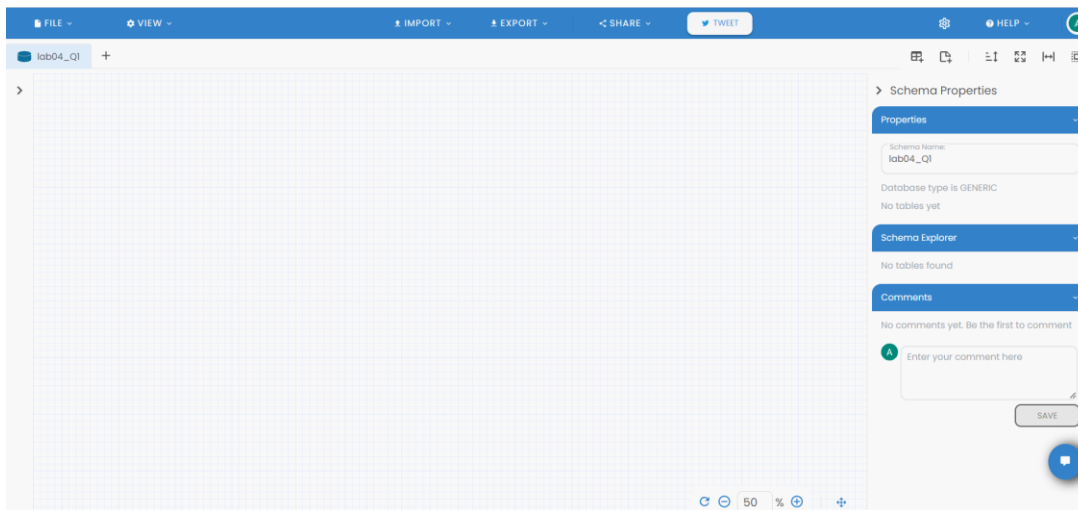 FILE VIEW IMPORT EXPORT SHARE TWEET HELP A
lab04_Q1 +
Schema Properties
Properties
Schema Name:
lab04_Q1
Database type is GENERIC
No tables yet
Schema Explorer
No tables found
Comments
No comments yet. Be the first to comment
A Enter your comment here
SAVE
50 %